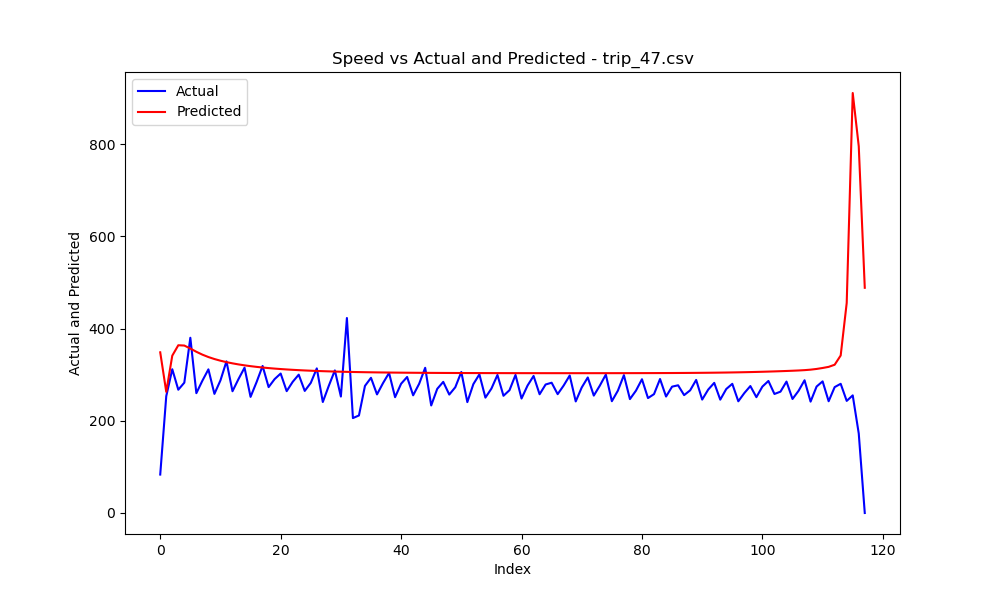 Speed vs Actual and Predicted - trip_47.csv
Actual
Predicted
Actual and Predicted
800
600
400
200
0
0 20 40 60 80 100 120
Index